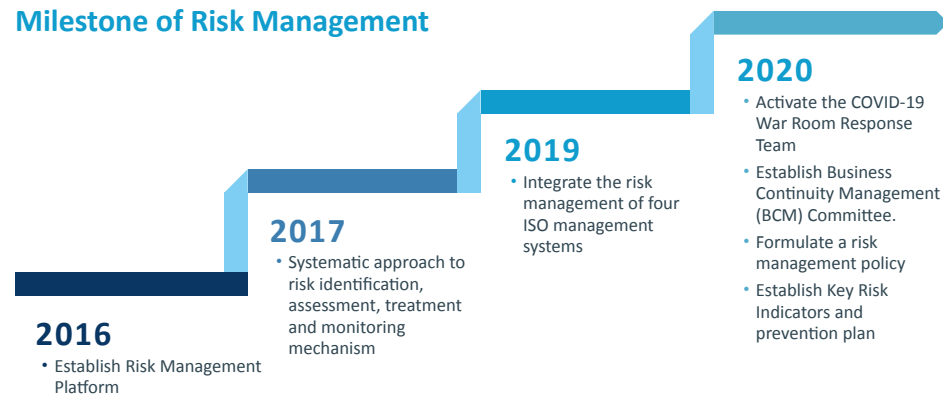 Milestone of Risk Management
2016
• Establish Risk Management
Platform
2017
• Systematic approach to
risk identification,
assessment, treatment
and monitoring
mechanism
2019
• Integrate the risk
management of four
ISO management
systems
2020
• Activate the COVID-19
War Room Response
Team
• Establish Business
Continuity Management
(BCM) Committee.
• Formulate a risk
management policy
• Establish Key Risk
Indicators and
prevention plan